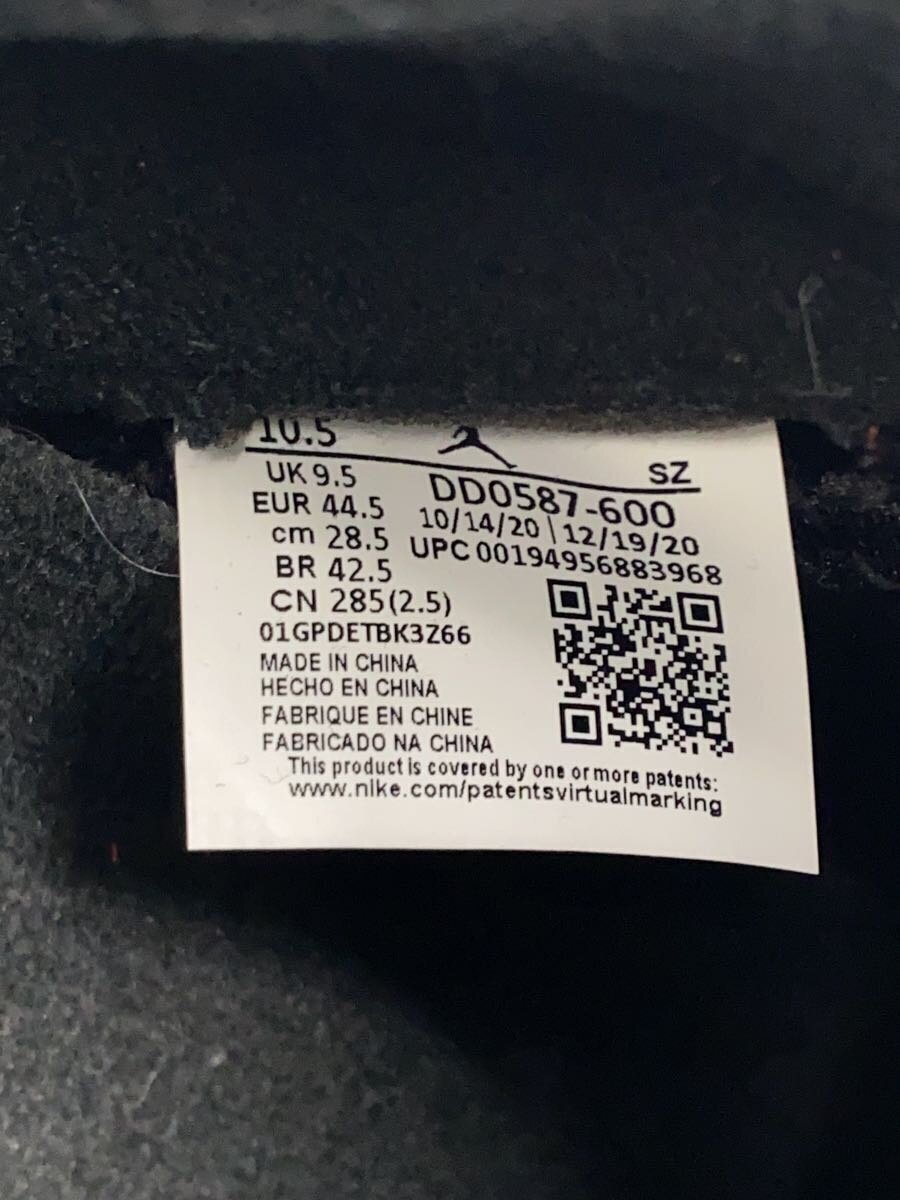 10.5
SZ
UK 9.5
DD0587-600
EUR 44.5
10/14/20 | 12/19/20
cm 28.5
UPC 00194956883968
BR 42.5
CN 285(2.5)
01GPDETBK3Z66
MADE IN CHINA
HECHO EN CHINA
FABRIQUE EN CHINE
FABRICADO NA CHINA
This product is covered by one or more patents:
www.nike.com/patentsvirtualmarking